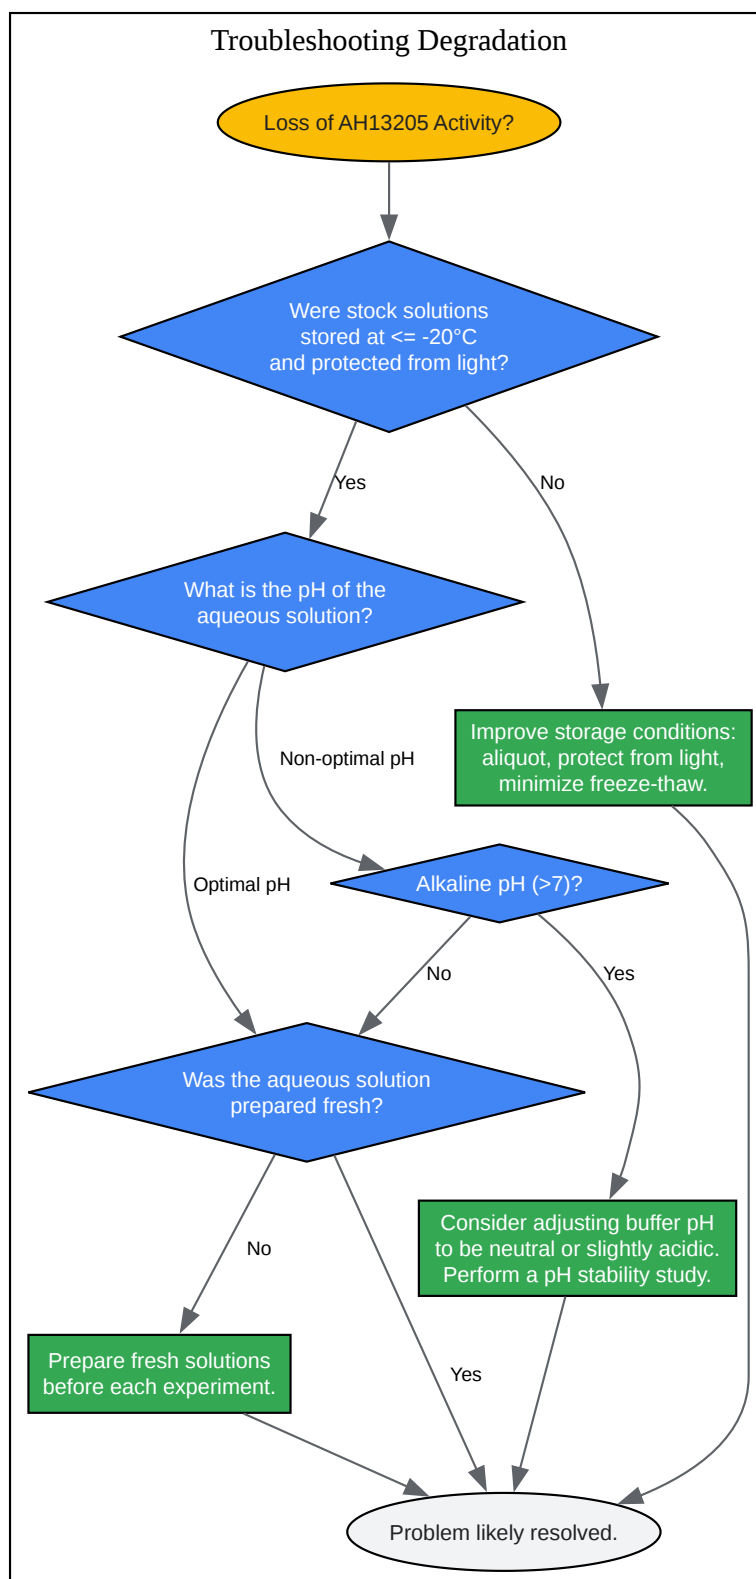 Troubleshooting Degradation
Loss of AH13205 Activity?
Were stock solutions
stored at <= -20°C
and protected from light?
Yes
No
What is the pH of the
aqueous solution?
Improve storage conditions:
aliquot, protect from light,
minimize freeze-thaw.
Non-optimal pH
Optimal pH
Alkaline pH (>7)?
No
Yes
Was the aqueous solution
prepared fresh?
Consider adjusting buffer pH
to be neutral or slightly acidic.
Perform a pH stability study.
No
Prepare fresh solutions
before each experiment.
Yes
Problem likely resolved.